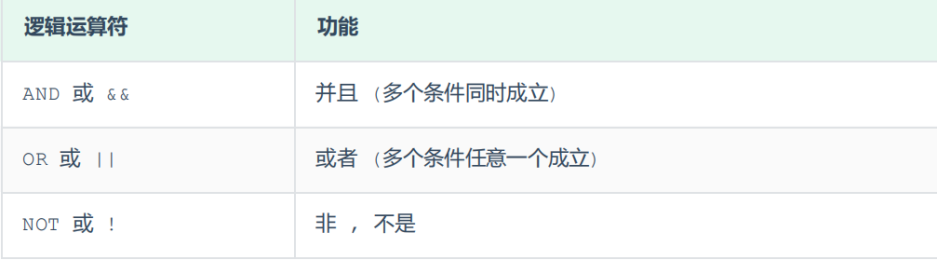 逻辑运算符 功能
AND 或 && 并且 (多个条件同时成立)
OR 或 || 或者 (多个条件任意一个成立)
NOT 或 ! 非 , 不是